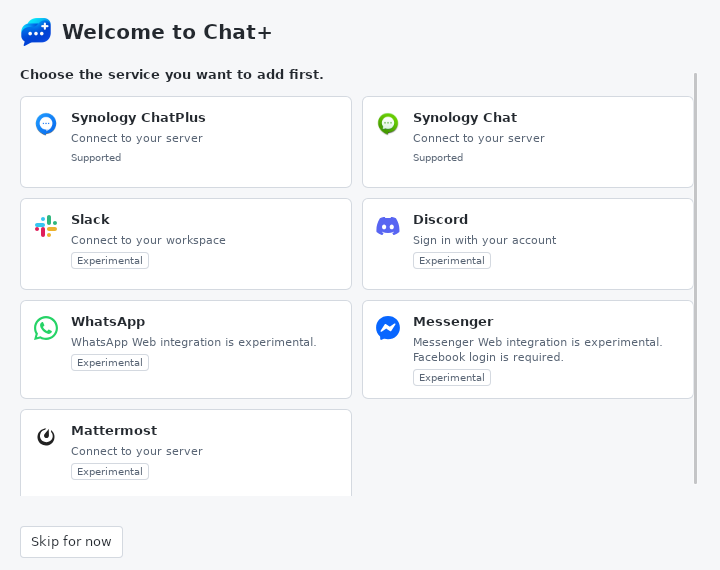 Welcome to Chat+
Choose the service you want to add first.
Synology ChatPlus
Connect to your server
Supported
Synology Chat
Connect to your server
Supported
Slack
Connect to your workspace
Experimental
Discord
Sign in with your account
Experimental
WhatsApp
WhatsApp Web integration is experimental.
Experimental
Messenger
Messenger Web integration is experimental.
Facebook login is required.
Experimental
Mattermost
Connect to your server
Experimental
Skip for now